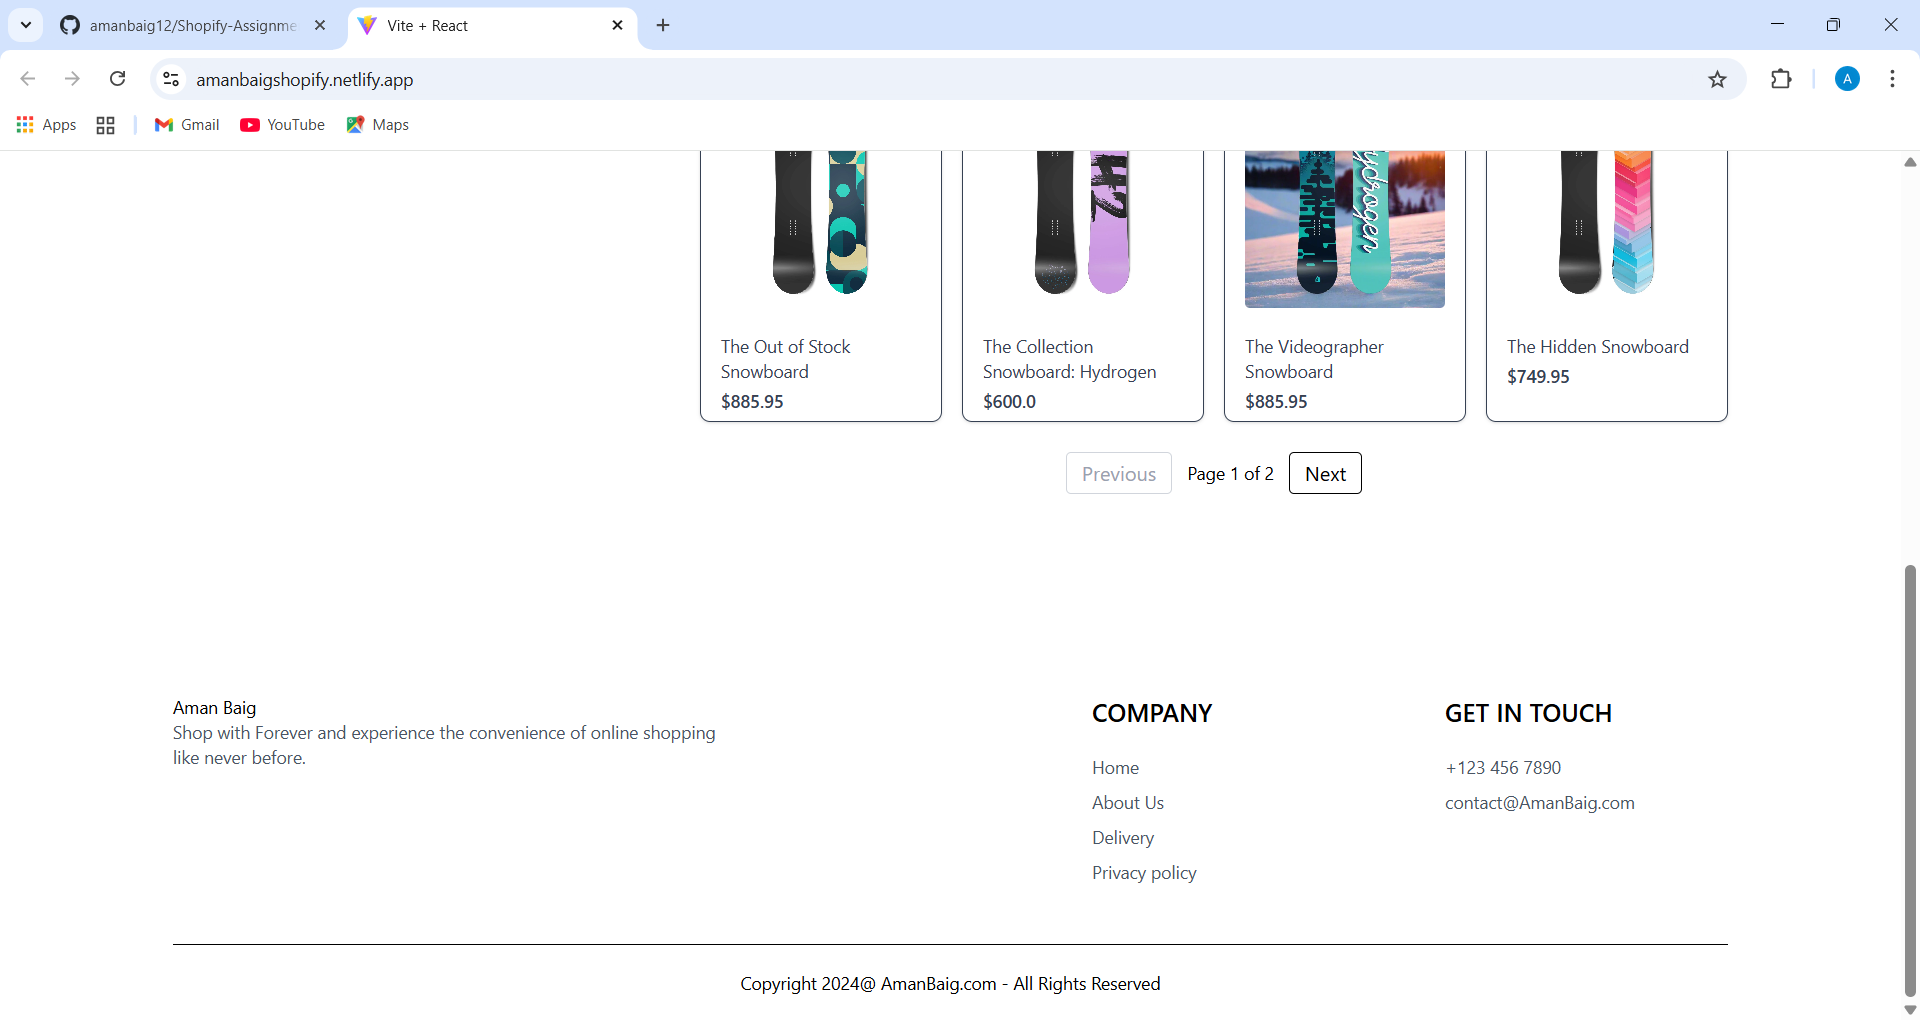 amanbaig12/Shopify-Assignme
Vite + React
amanbaigshopify.netlify.app
A
Apps
Gmail
YouTube
Maps
H2
ydrogen
The Out of Stock
Snowboard
$885.95
The Collection
Snowboard: Hydrogen
$600.0
The Videographer
Snowboard
$885.95
The Hidden Snowboard
$749.95
Previous
Page 1 of 2
Next
Aman Baig
Shop with Forever and experience the convenience of online shopping
like never before.
COMPANY
Home
About Us
Delivery
Privacy policy
GET IN TOUCH
+123 456 7890
contact@AmanBaig.com
Copyright 2024@ AmanBaig.com - All Rights Reserved